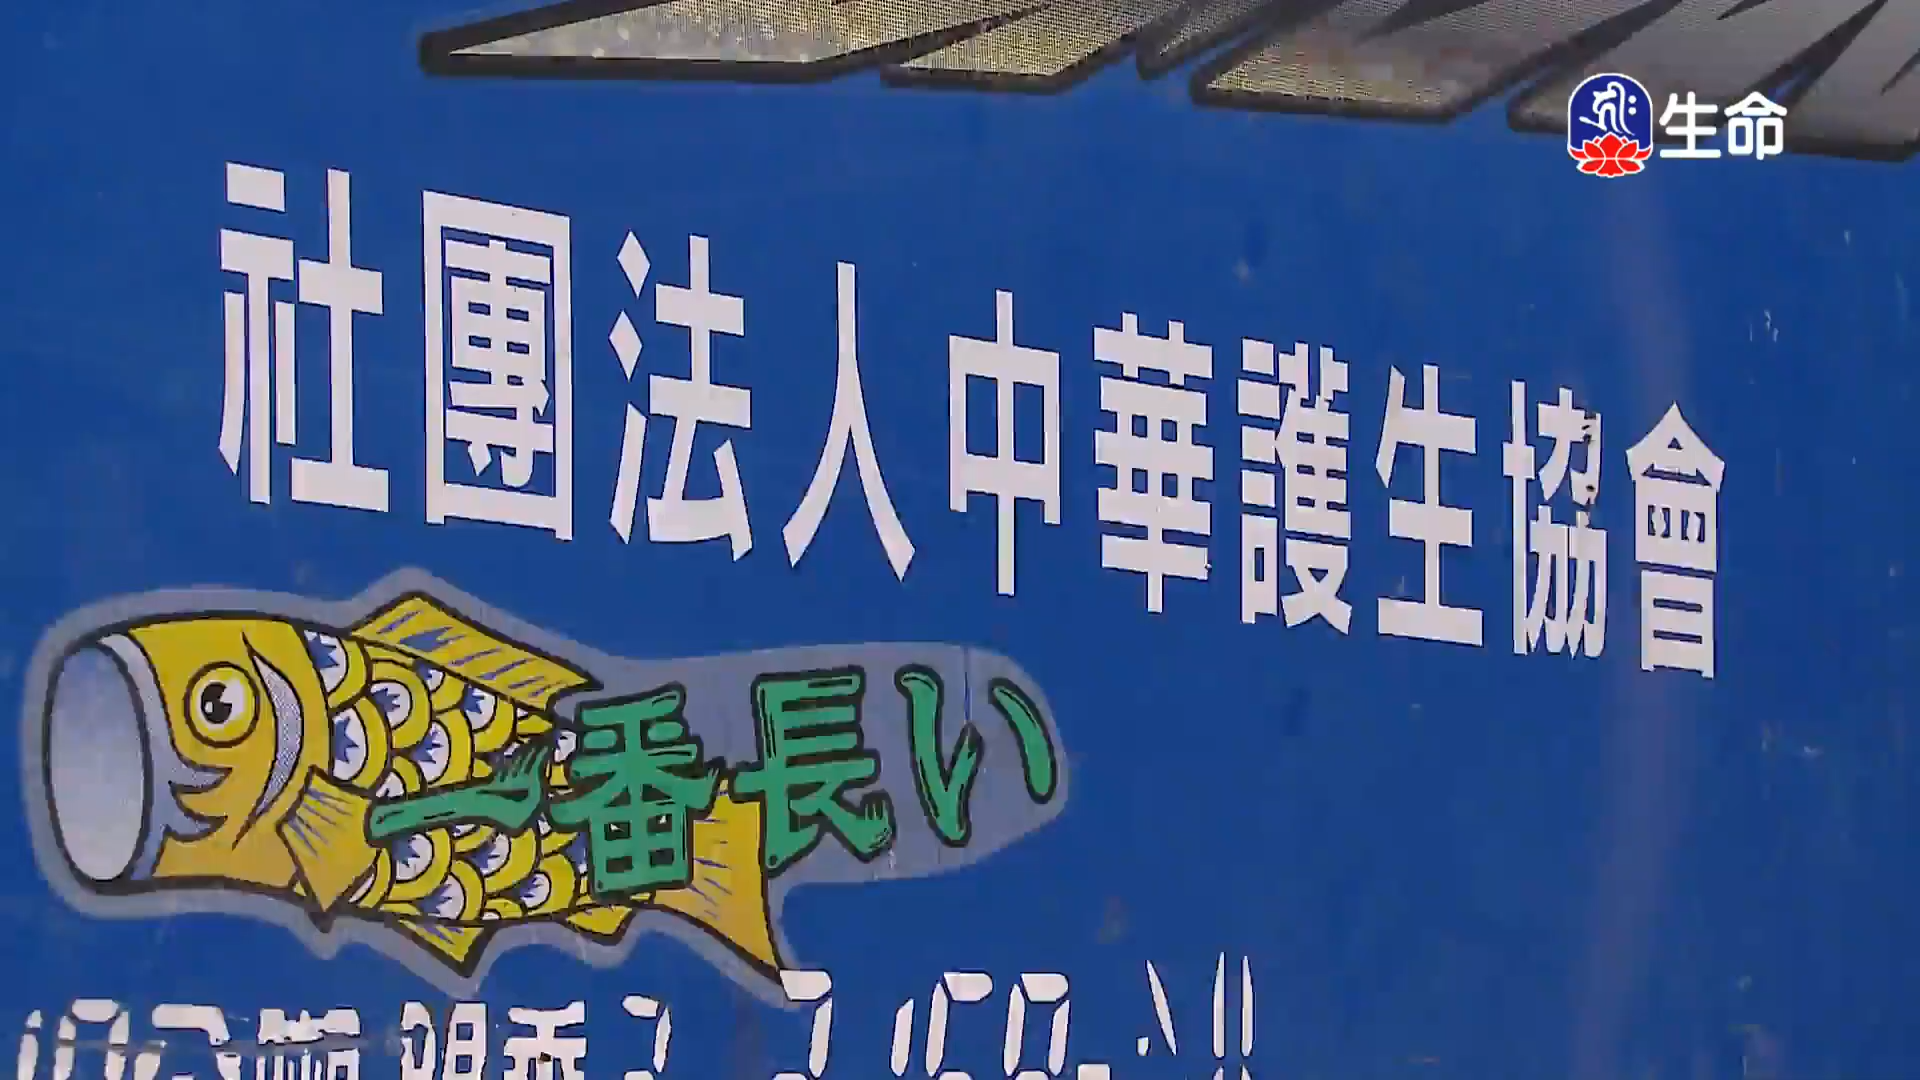 生命
社團法人中華護生協會
一番長い